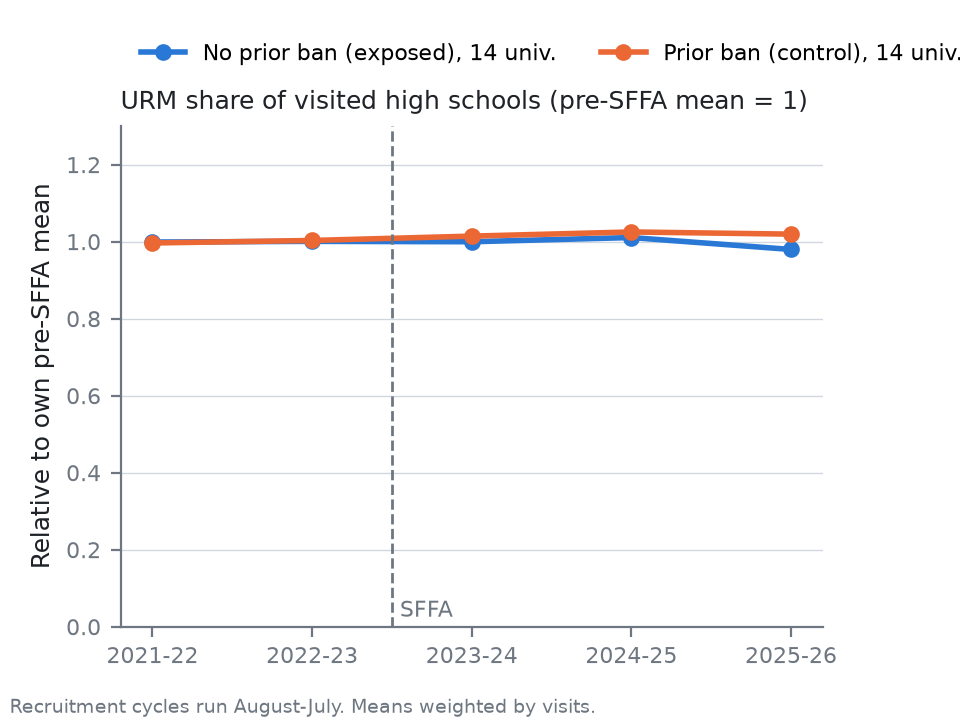 No prior ban (exposed), 14 univ.
Prior ban (control), 14 univ.
URM share of visited high schools (pre-SFFA mean = 1)
Relative to own pre-SFFA mean
1.2
1.0
0.8
0.6
0.4
0.2
0.0
SFFA
2021-22
2022-23
2023-24
2024-25
2025-26
Recruitment cycles run August-July. Means weighted by visits.